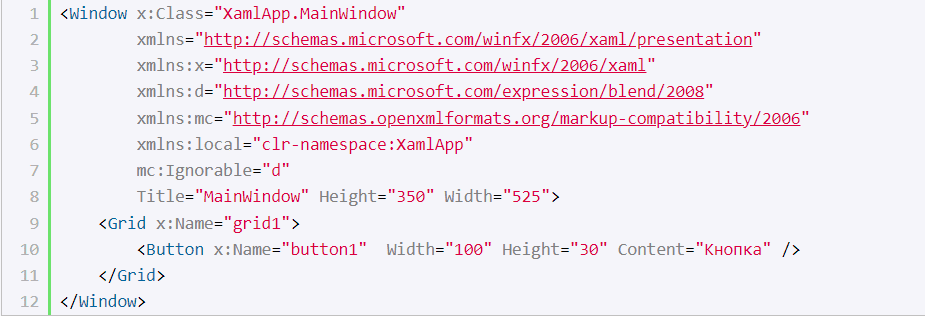 1 <Window x:Class="XamlApp.MainWindow"
2 xmlns="http://schemas.microsoft.com/winfx/2006/xaml/presentation"
3 xmlns:x="http://schemas.microsoft.com/winfx/2006/xaml"
4 xmlns:d="http://schemas.microsoft.com/expression/blend/2008"
5 xmlns:mc="http://schemas.openxmlformats.org/markup-compatibility/2006"
6 xmlns:local="clr-namespace:XamlApp"
7 mc:Ignorable="d"
8 Title="MainWindow" Height="350" Width="525">
9 <Grid x:Name="grid1">
10 <Button x:Name="button1"  Width="100" Height="30" Content="Кнопка" />
11 </Grid>
12 </Window>